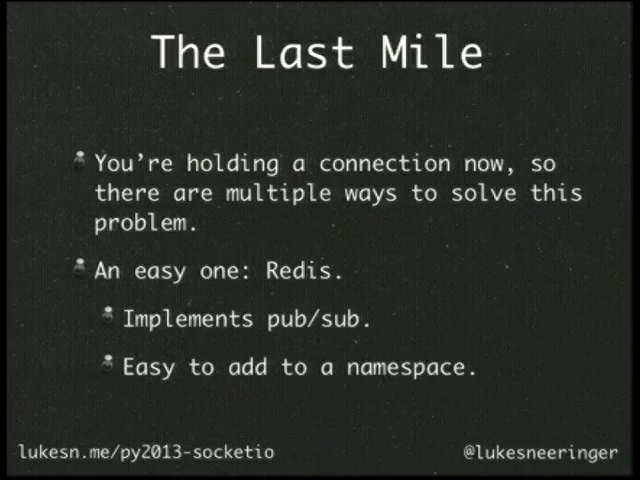 The Last Mile
You're holding a connection now, so
there are multiple ways to solve this
problem.
An easy one: Redis.
Implements pub/sub.
Easy to add to a namespace.
lukesn.me/py2013-socketio
@lukesneeringer